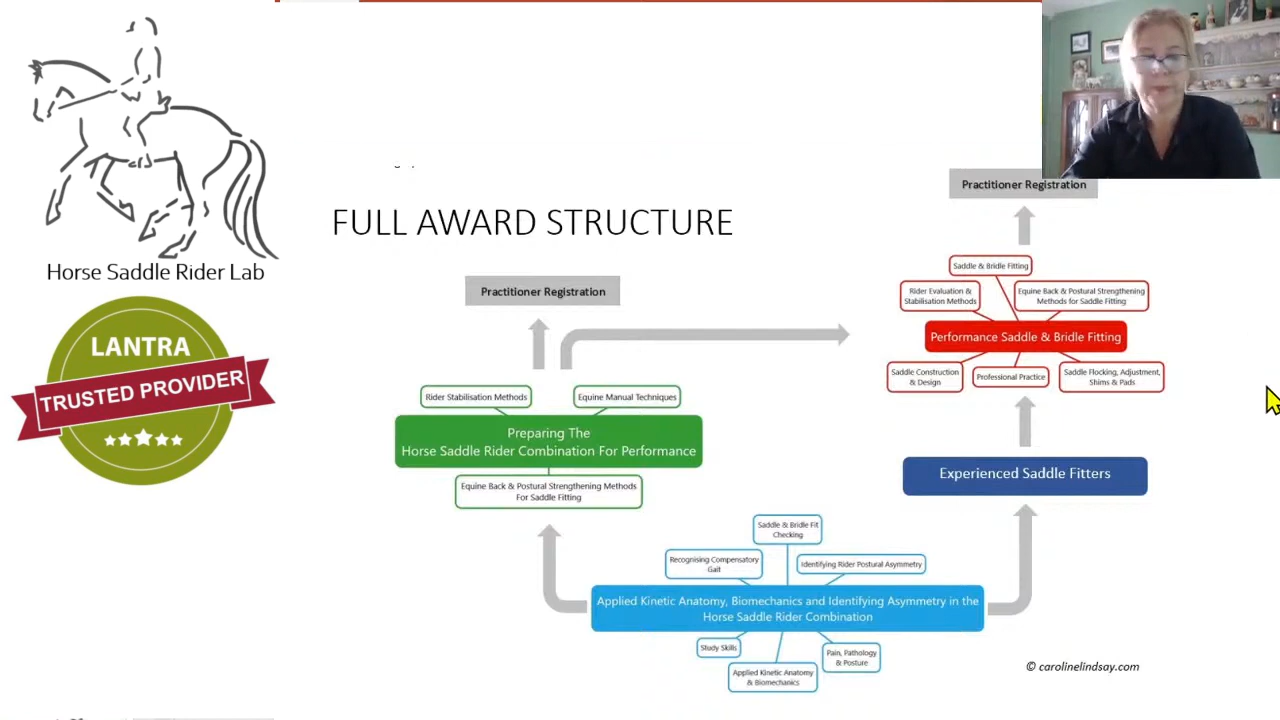 Horse Saddle Rider Lab
LANTRA
TRUSTED PROVIDER
FULL AWARD STRUCTURE
Practitioner Registration
Practitioner Registration
Saddle & Bridle Fitting
Rider Evaluation &
Stabilisation Methods
Equine Back & Postural Strengthening
Methods for Saddle Fitting
Performance Saddle & Bridle Fitting
Saddle Construction
& Design
Professional Practice
Saddle Flocking, Adjustment,
Shims & Pads
Rider Stabilisation Methods
Equine Manual Techniques
Preparing The
Horse Saddle Rider Combination For Performance
Equine Back & Postural Strengthening Methods
For Saddle Fitting
Experienced Saddle Fitters
Saddle & Bridle Fit
Checking
Recognising Compensatory
Gait
Identifying Rider Postural Asymmetry
Applied Kinetic Anatomy, Biomechanics and Identifying Asymmetry in the
Horse Saddle Rider Combination
Study Skills
Applied Kinetic Anatomy
& Biomechanics
Pain, Pathology
& Posture
© carolinelindsay.com